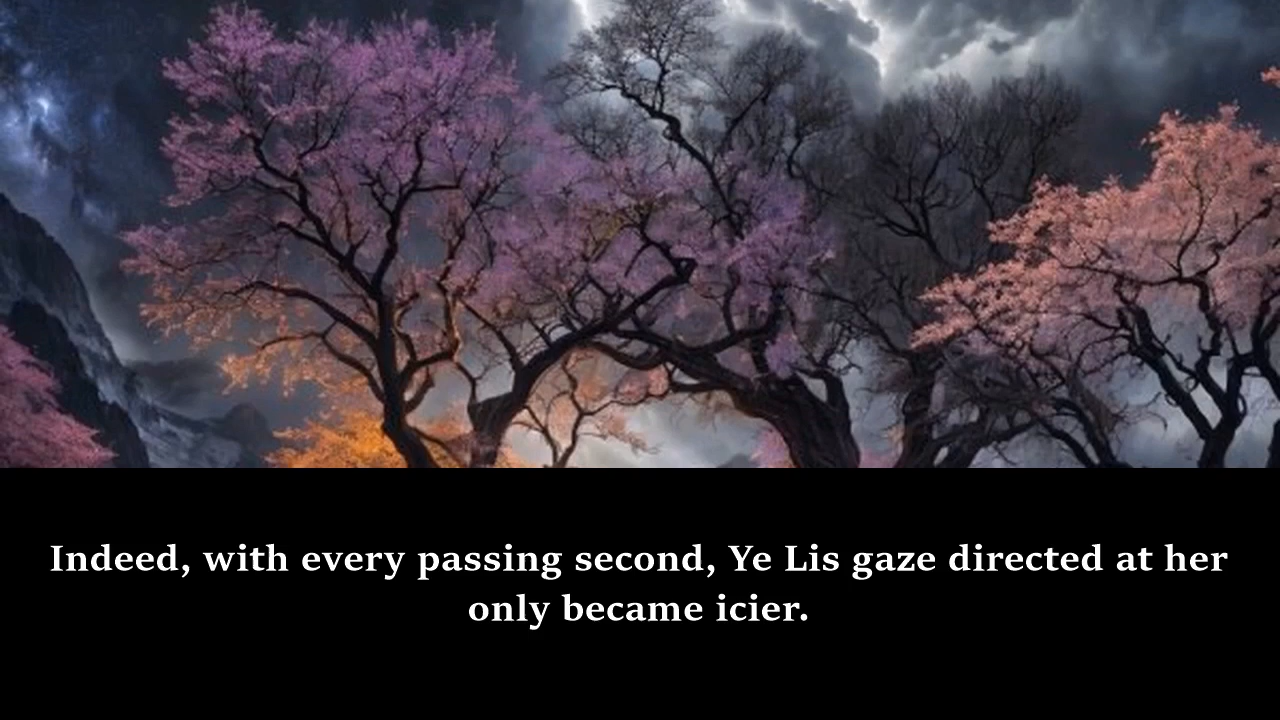 Indeed, with every passing second, Ye Lis gaze directed at her
only became icier.